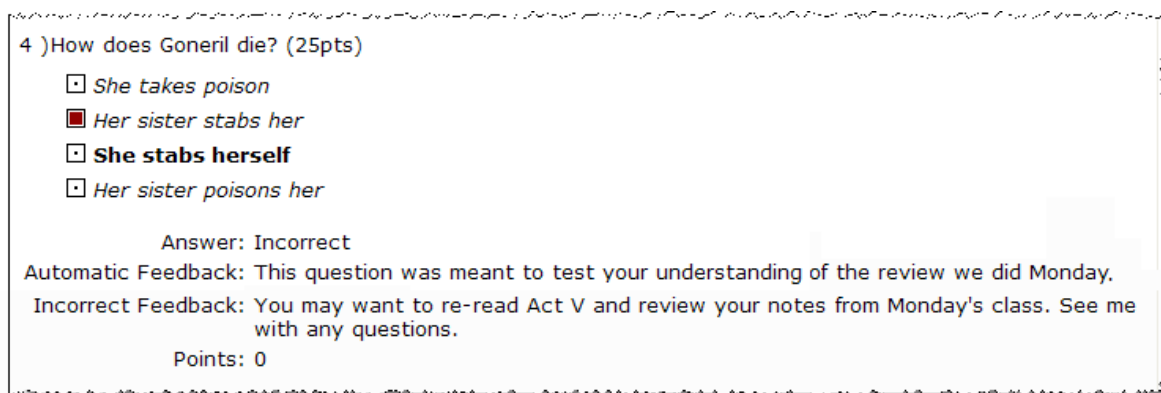 4 )How does Goneril die? (25pts)
She takes poison
Her sister stabs her
She stabs herself
Her sister poisons her
Answer: Incorrect
Automatic Feedback: This question was meant to test your understanding of the review we did Monday.
Incorrect Feedback: You may want to re-read Act V and review your notes from Monday's class. See me
with any questions.
Points: 0